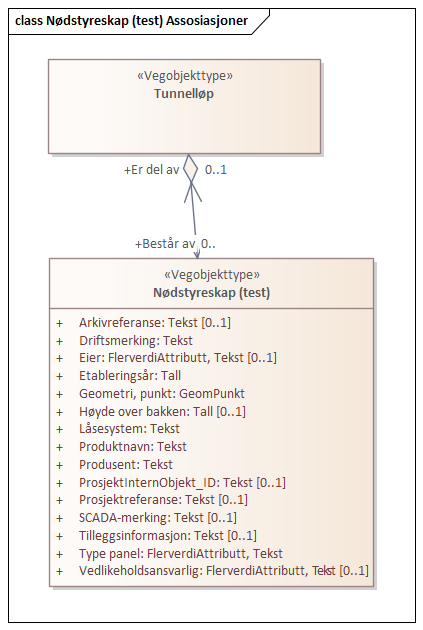 class Nødstyreskap (test) Assosiasjoner
«Vegobjekttype»
Tunnelløp
+Er del av 0..1
+Består av 0..
«Vegobjekttype»
Nødstyreskap (test)
+ Arkivreferanse: Tekst [0..1]
+ Driftsmerking: Tekst
+ Eier: FlerverdiAttributt, Tekst [0..1]
+ Etableringsår: Tall
+ Geometri, punkt: GeomPunkt
+ Høyde over bakken: Tall [0..1]
+ Låsesystem: Tekst
+ Produktnavn: Tekst
+ Produsent: Tekst
+ ProsjektInternObjekt_ID: Tekst [0..1]
+ Prosjektreferanse: Tekst [0..1]
+ SCADA-merking: Tekst [0..1]
+ Tilleggsinformasjon: Tekst [0..1]
+ Type panel: FlerverdiAttributt, Tekst
+ Vedlikeholdsansvarlig: FlerverdiAttributt, Tekst [0..1]